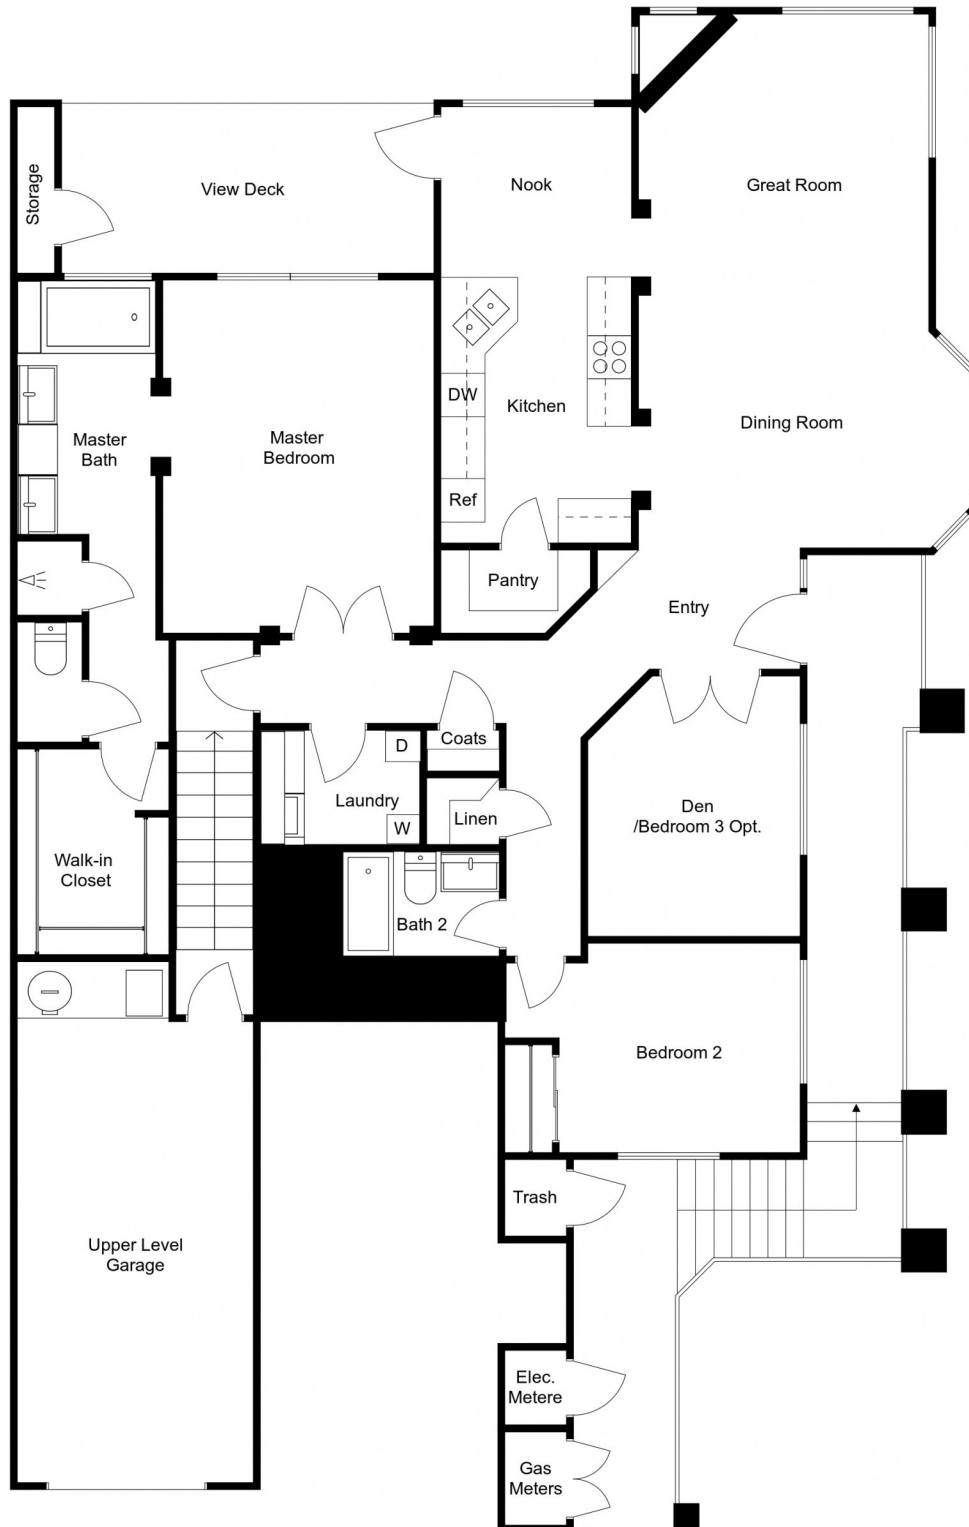 Storage
View Deck
Nook
Great Room
DW
Kitchen
Dining Room
Master
Bath
Master
Bedroom
Ref
Pantry
Entry
Coats
D
Laundry
W
Linen
Den
/Bedroom 3 Opt.
Walk-in
Closet
Bath 2
Bedroom 2
Trash
Upper Level
Garage
Elec.
Metere
Gas
Meters